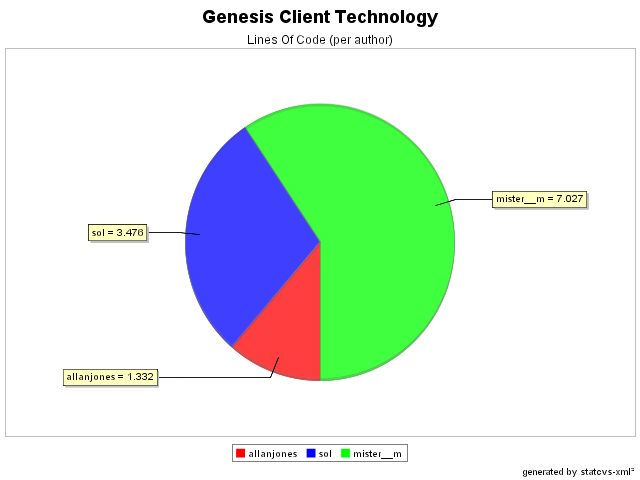 Genesis Client Technology
Lines Of Code (per author)
mister__m = 7.027
sol = 3.476
allanjones = 1.332
allanjones sol mister__m
generated by statcvs-xml²